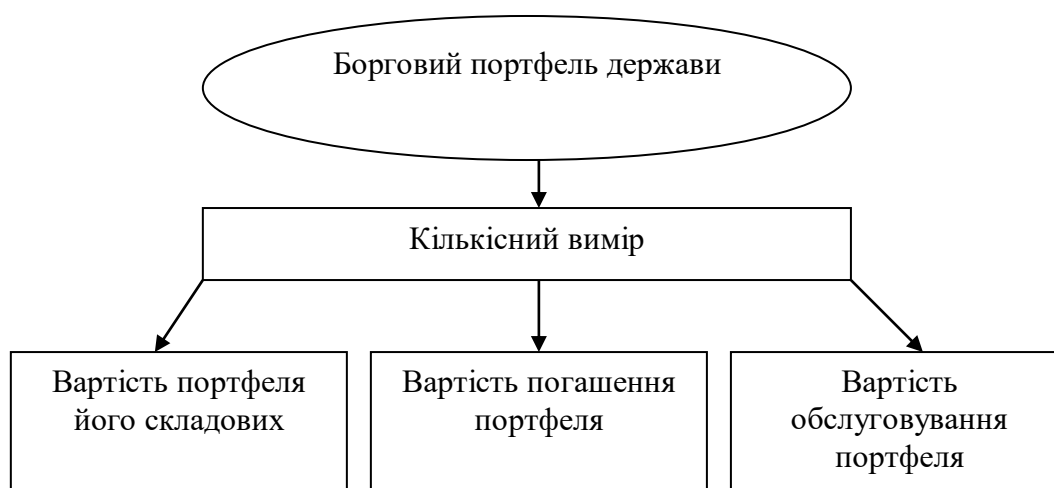 Борговий портфель держави
Кількісний вимір
Вартість портфеля
його складових
Вартість погашення
портфеля
Вартість
обслуговування
портфеля